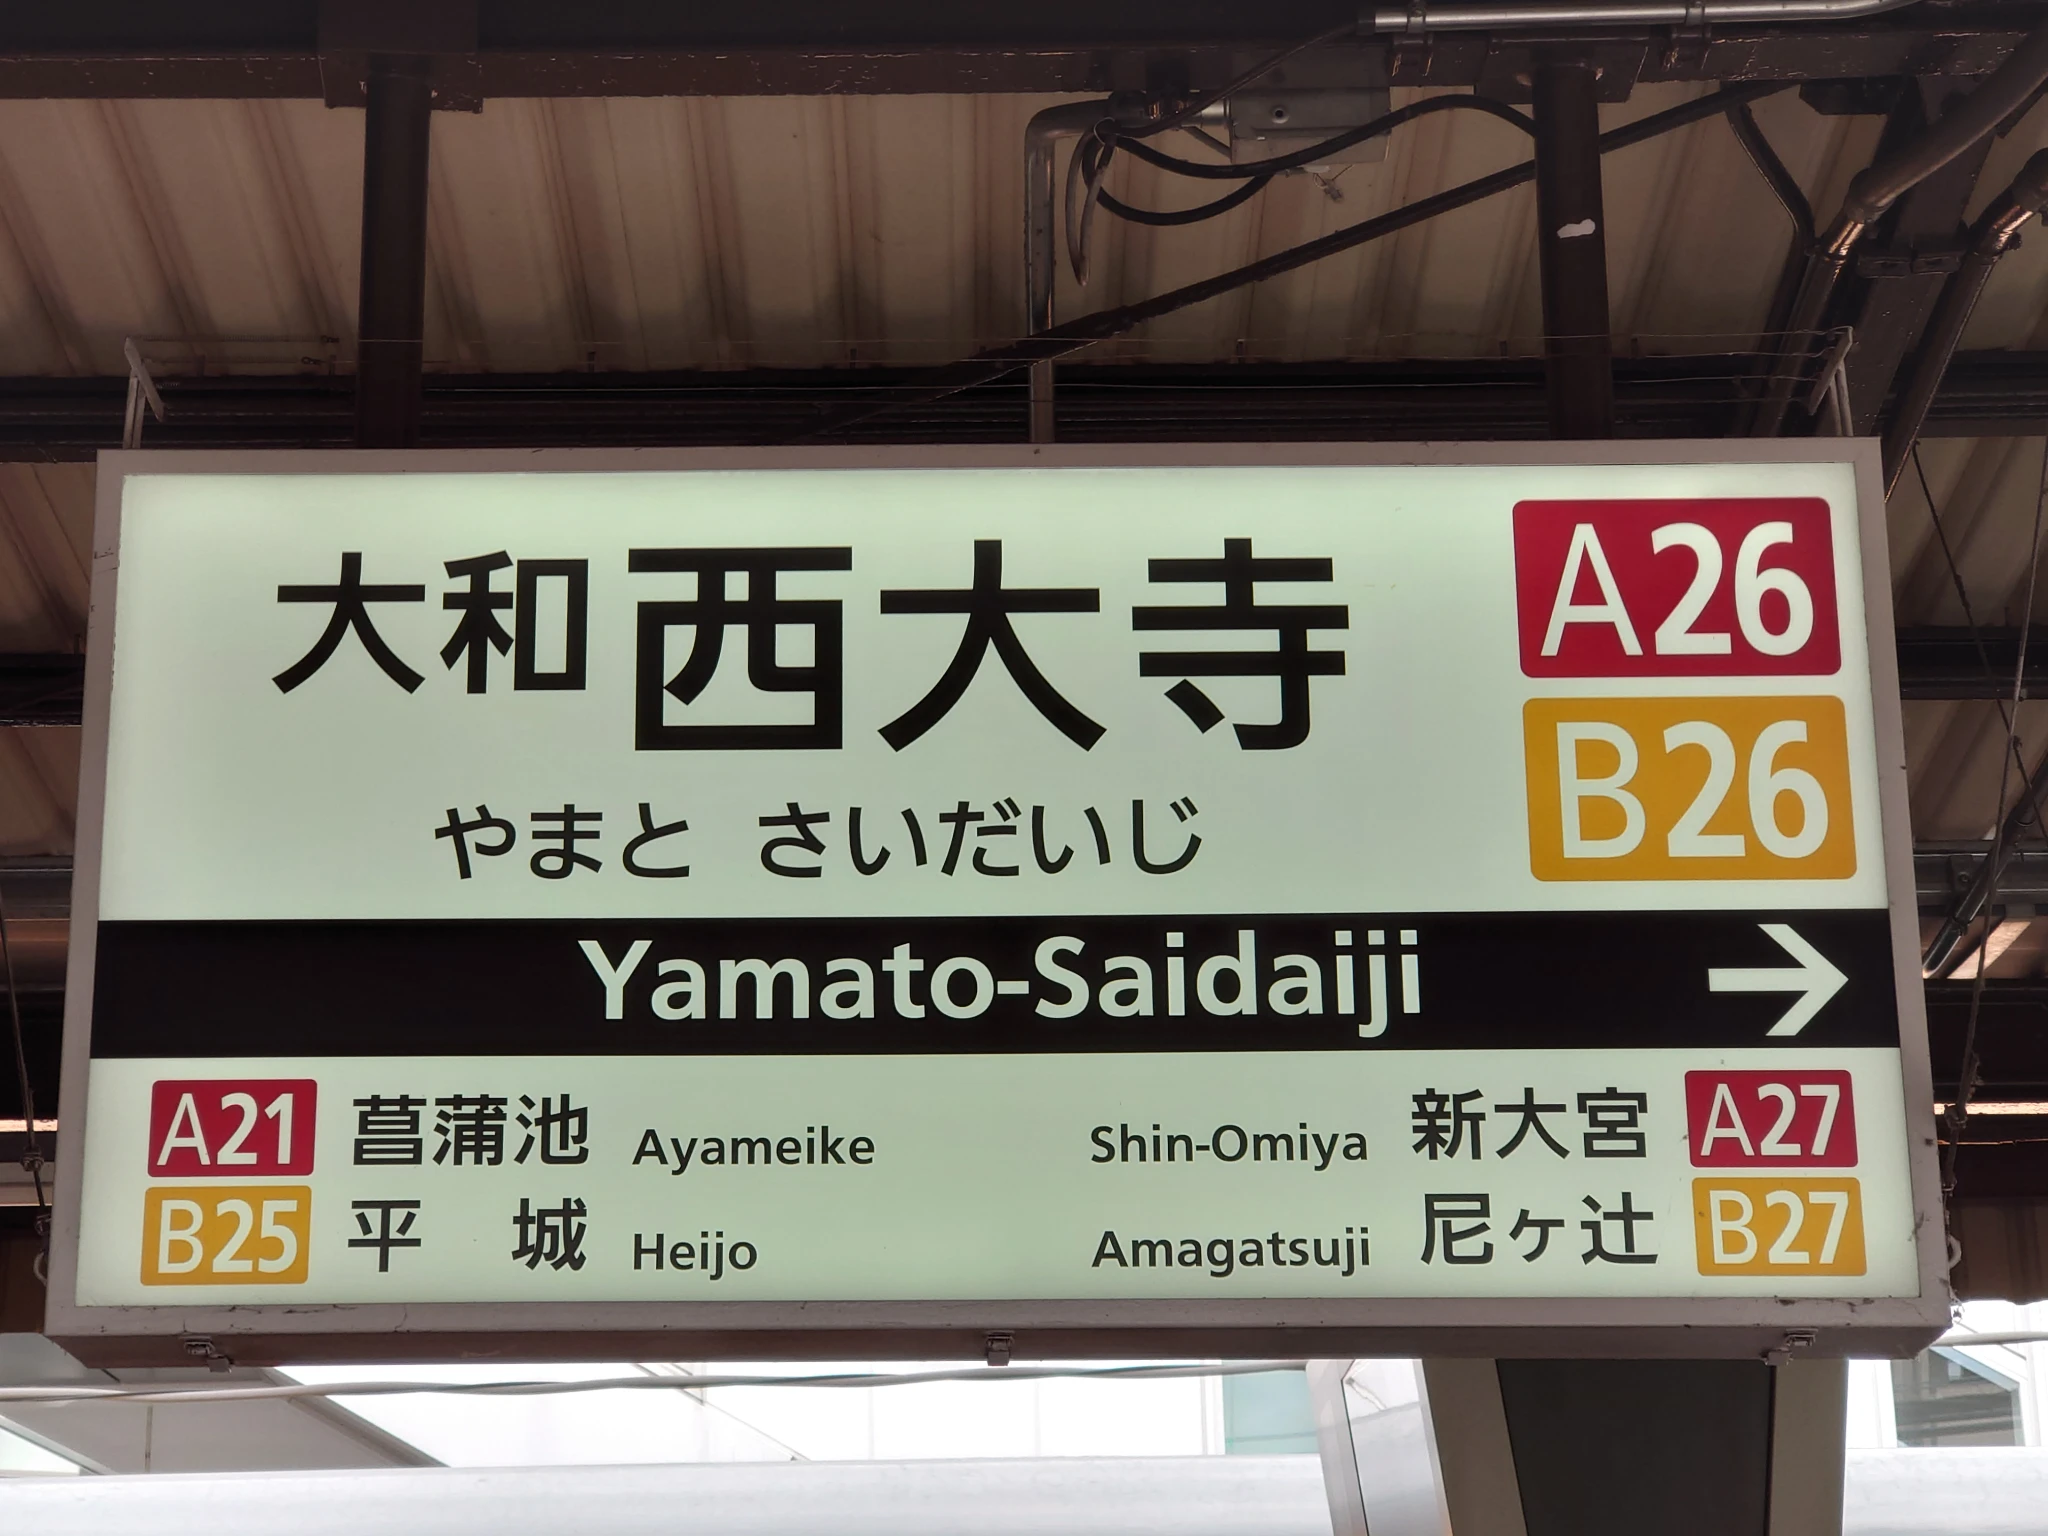 大和西大寺 A26
B26
やまと さいだいじ
Yamato-Saidaiji →
A21 菖蒲池 Ayameike
B25 平 城 Heijo
Shin-Omiya 新大宮 A27
Amagatsuji 尼ヶ辻 B27